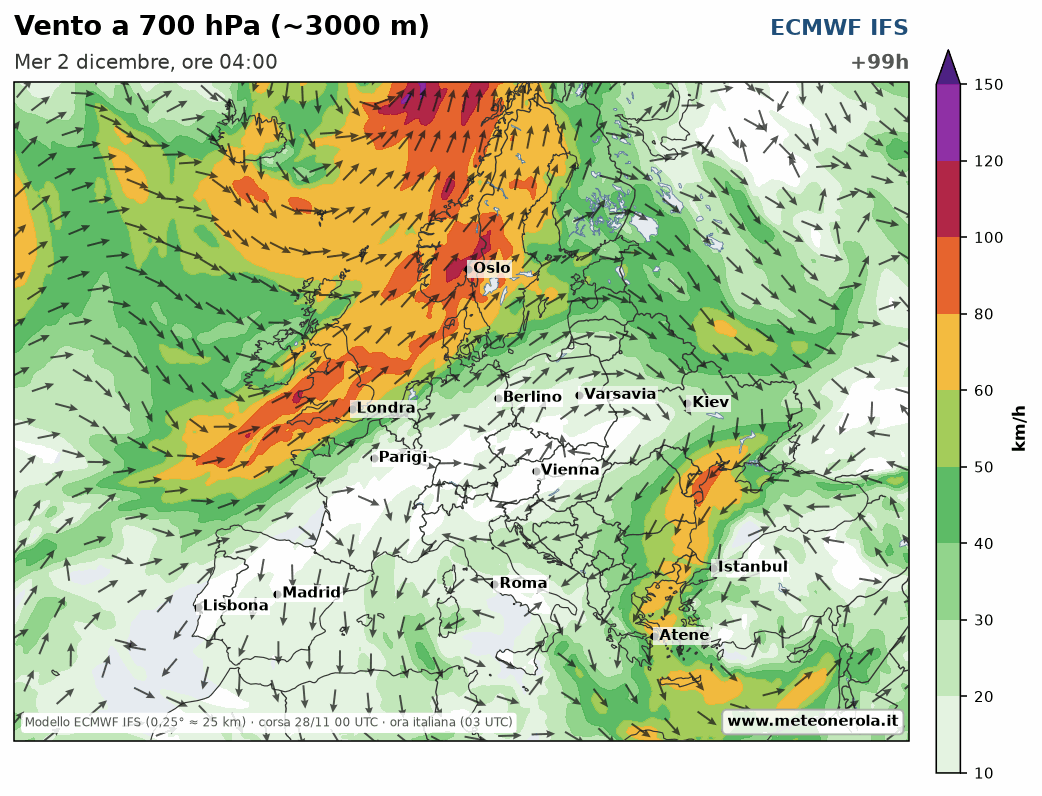 Vento a 700 hPa (~3000 m)
ECMWF IFS
Mer 2 dicembre, ore 04:00
+99h
150
120
100
80
60
50
40
30
20
10
km/h
Oslo
Londra
Berlino
Varsavia
Kiev
Parigi
Vienna
Istanbul
Roma
Madrid
Lisbona
Atene
Modello ECMWF IFS (0,25° ≈ 25 km) · corsa 28/11 00 UTC · ora italiana (03 UTC)
www.meteonerola.it